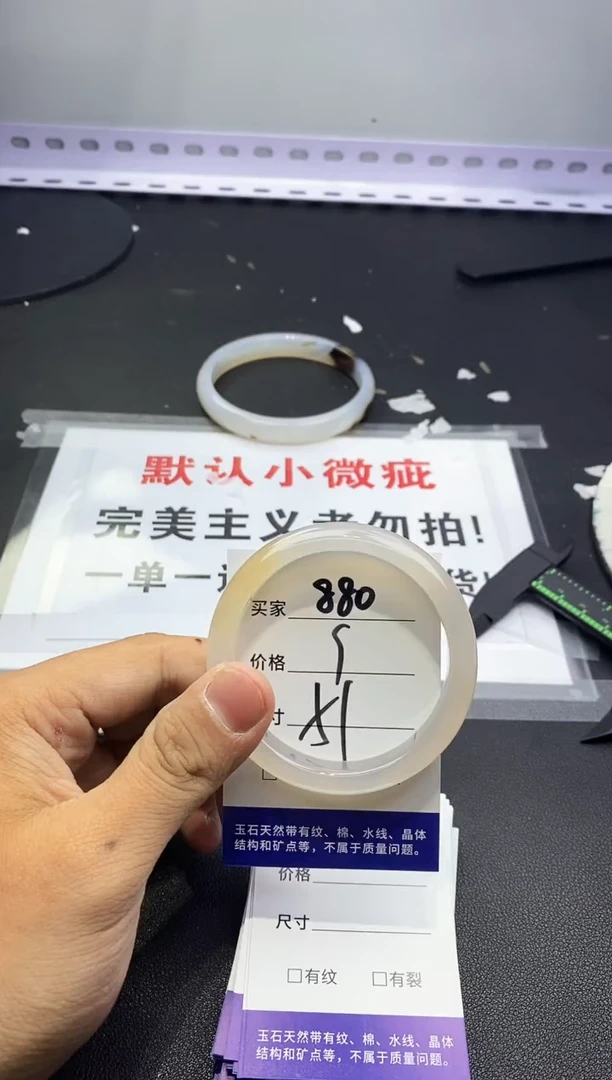 默认小微疵
完美主义者勿拍!
一单一
货!
买家 880
价格
寸
玉石天然带有纹、棉、水线、晶体
结构和矿点等，不属于质量问题。
价格
尺寸
□有纹 □有裂
玉石天然带有纹、棉、水线、晶体
结构和矿点等，不属于质量问题。